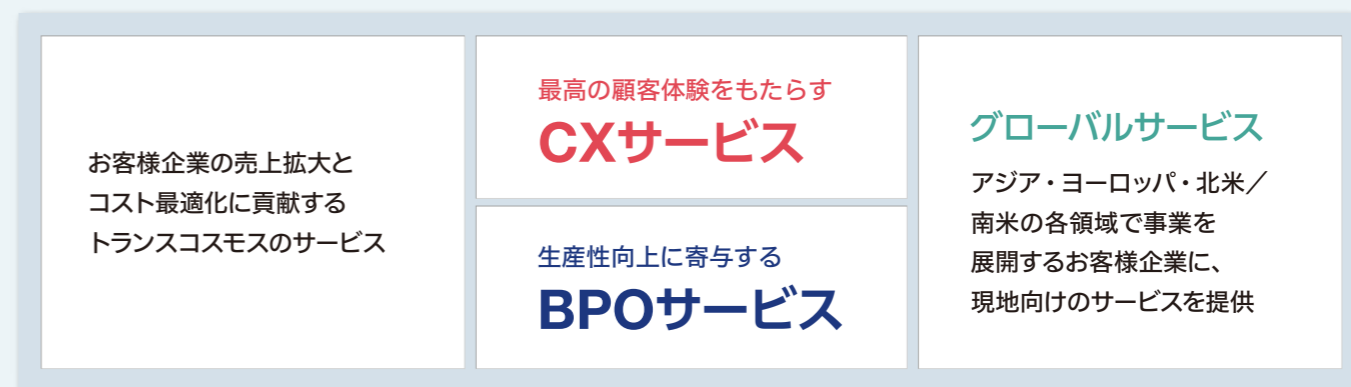 お客様企業の売上拡大と
コスト最適化に貢献する
トランスコスモスのサービス
最高の顧客体験をもたらす
CXサービス
生産性向上に寄与する
BPOサービス
グローバルサービス
アジア・ヨーロッパ・北米／
南米の各領域で事業を
展開するお客様企業に、
現地向けのサービスを提供